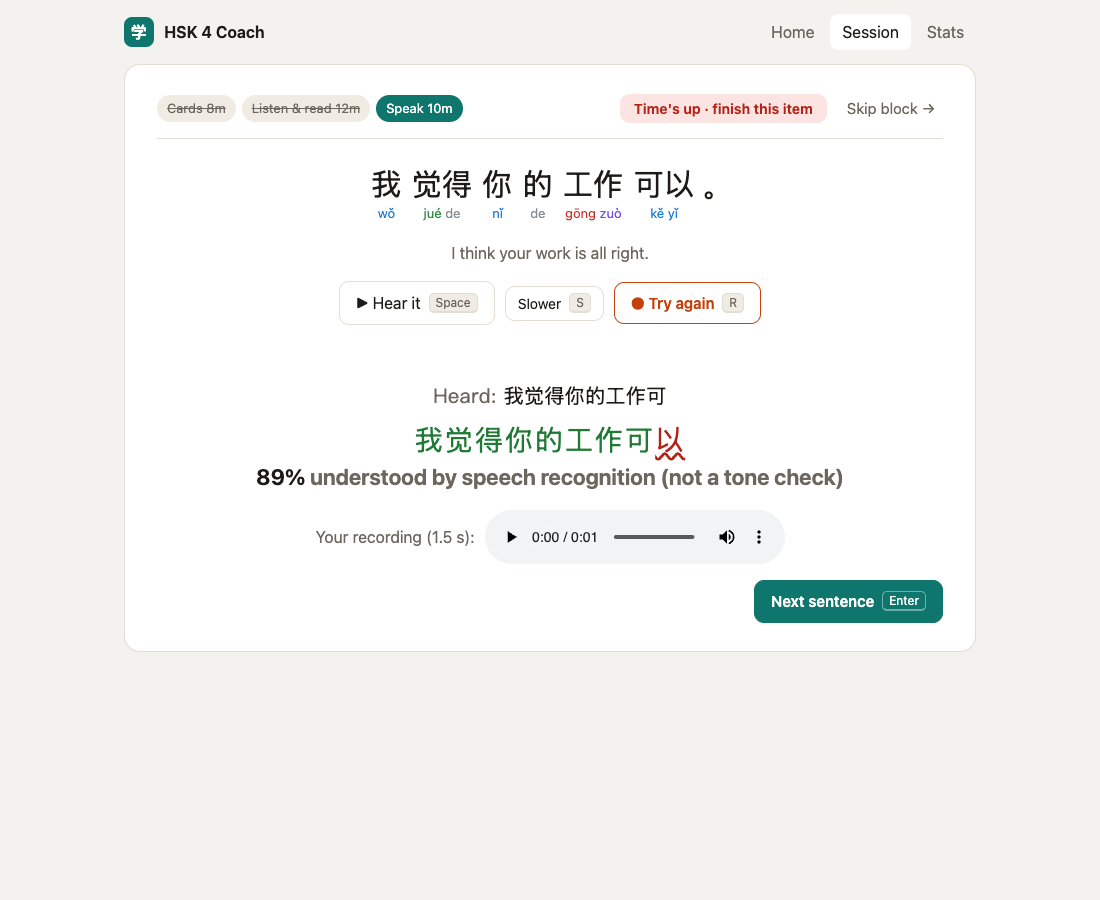 学 HSK 4 Coach Home Session Stats
Cards 8m Listen & read 12m Speak 10m Time's up · finish this item Skip block →
我 觉得 你 的 工作 可以 。
wǒ jué de nǐ de gōng zuò kě yǐ
I think your work is all right.
▶ Hear it Space Slower S ● Try again R
Heard: 我觉得你的工作可
我觉得你的工作可以
89% understood by speech recognition (not a tone check)
Your recording (1.5 s): 0:00 / 0:01
Next sentence Enter